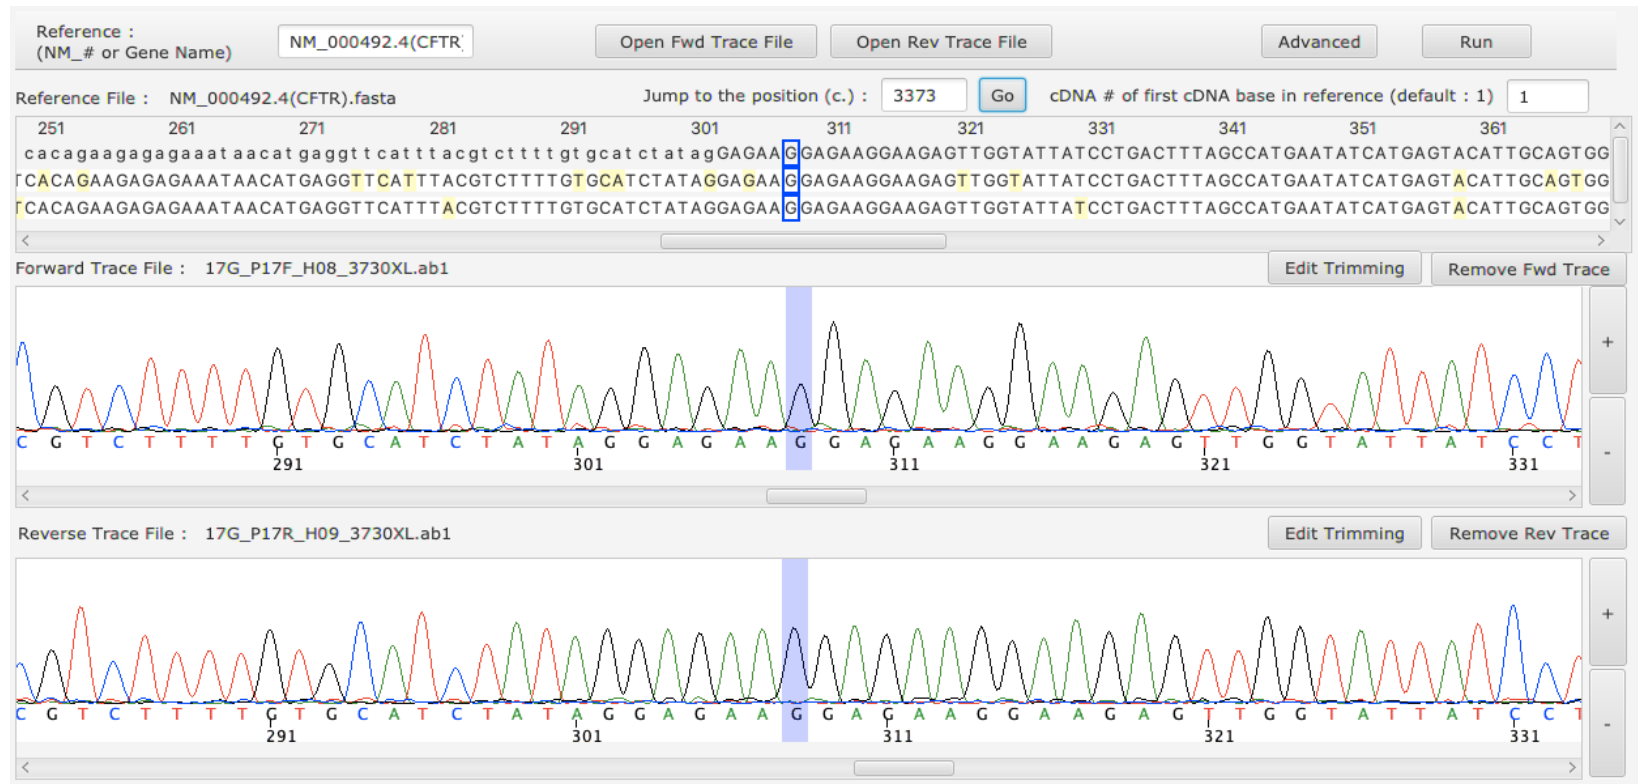 Reference :
(NM_# or Gene Name) NM_000492.4(CFTR) Open Fwd Trace File Open Rev Trace File Advanced Run
Reference File : NM_000492.4(CFTR).fasta Jump to the position (c.) : 3373 Go cDNA # of first cDNA base in reference (default : 1) 1
251 261 271 281 291 301 311 321 331 341 351 361
cacagaagagagaaataacatgaggttcatttacgtcttttgtgcatctatagGAGAAGGAGAAGGAAGAGTTGGTATTATCCTGACTTTAGCCATGAATATCATGAGTACATTGCAGTGG
TCACAGAAGAGAGAAATAACATGAGGTTCATTTACGTCTTTTGTGCATCTATAGGAGAAGGAGAAGGAAGAGTTGGTATTATCCTGACTTTAGCCATGAATATCATGAGTACATTGCAGTGG
TCACAGAAGAGAGAAATAACATGAGGTTCATTTACGTCTTTTGTGCATCTATAGGAGAAGGAGAAGGAAGAGTTGGTATTATCCTGACTTTAGCCATGAATATCATGAGTACATTGCAGTGG
Forward Trace File : 17G_P17F_H08_3730XL.ab1 Edit Trimming Remove Fwd Trace
+
CGTCTTTTGTGCATCTATAGGAGAAGGAGAAGGAAGAGTTGGTATTATCCT
-
291 301 311 321 331
Reverse Trace File : 17G_P17R_H09_3730XL.ab1 Edit Trimming Remove Rev Trace
+
CGTCTTTTGTGCATCTATAGGAGAAGGAGAAGGAAGAGTTGGTATTATCCT
-
291 301 311 321 331